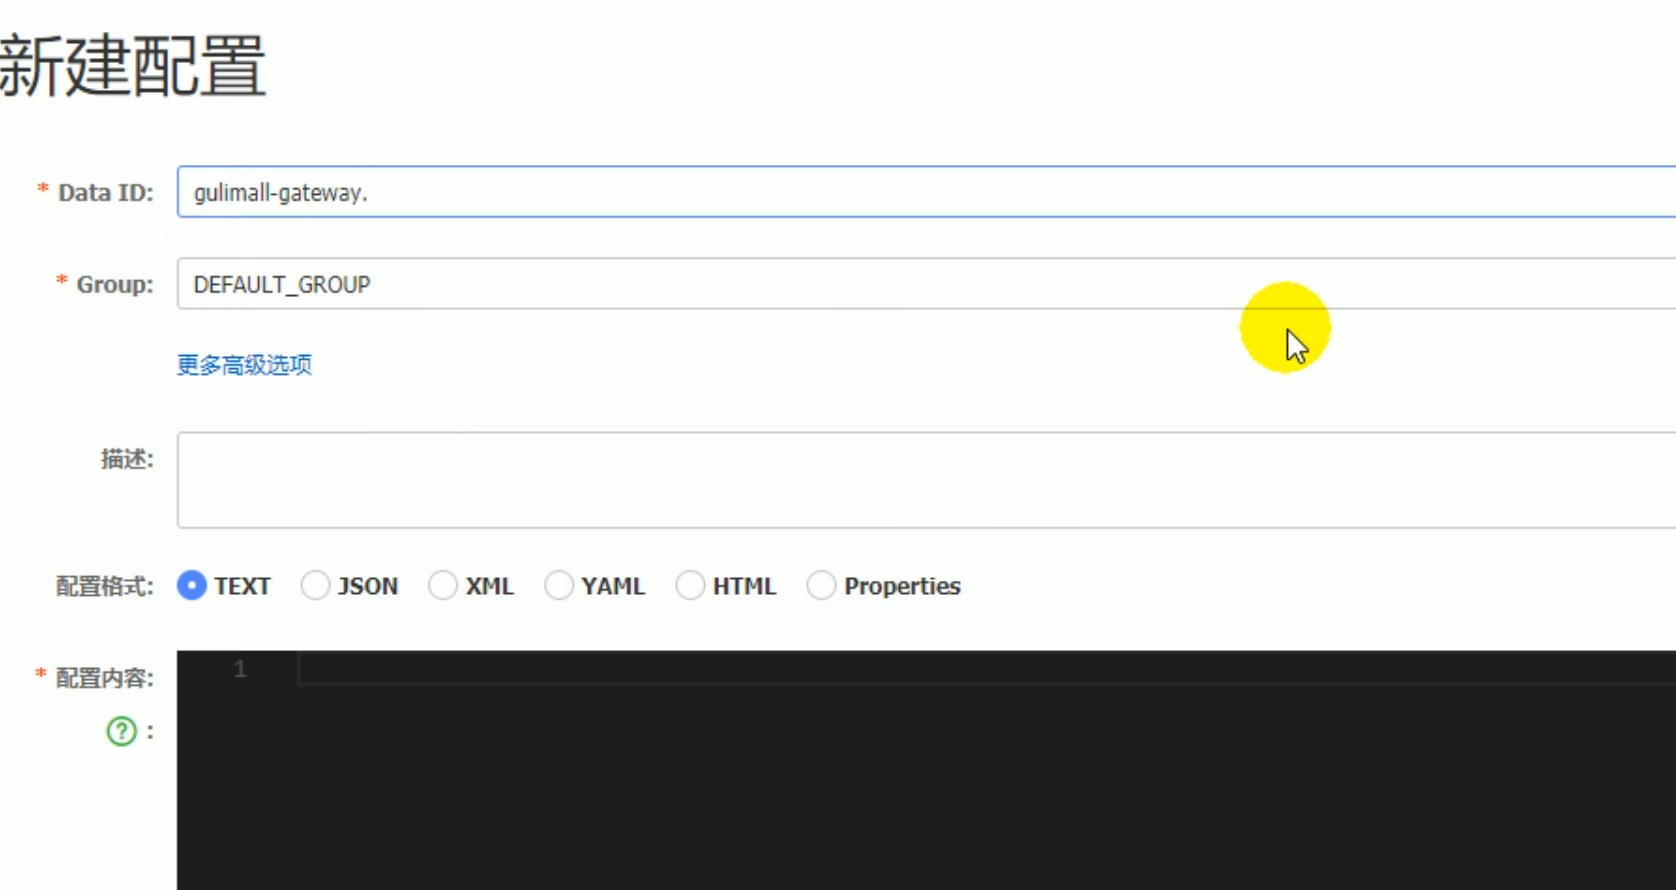 新建配置
* Data ID: gulimall-gateway.
* Group: DEFAULT_GROUP
更多高级选项
描述:
配置格式: TEXT JSON XML YAML HTML Properties
* 配置内容: 1
? :